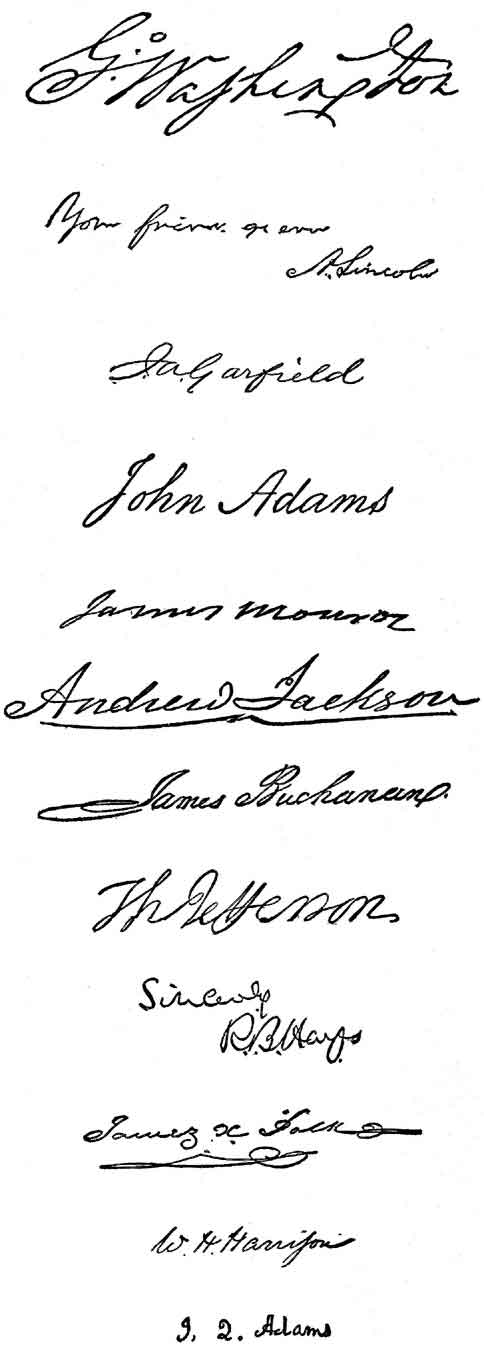 G. Washington
Your friend as ever
A. Lincoln
J. A. Garfield
John Adams
James Monroe
Andrew Jackson
James Buchanan
Th Jefferson
Sincerely
R. B. Hayes
James K Polk
W. H. Harrison
J. Q. Adams